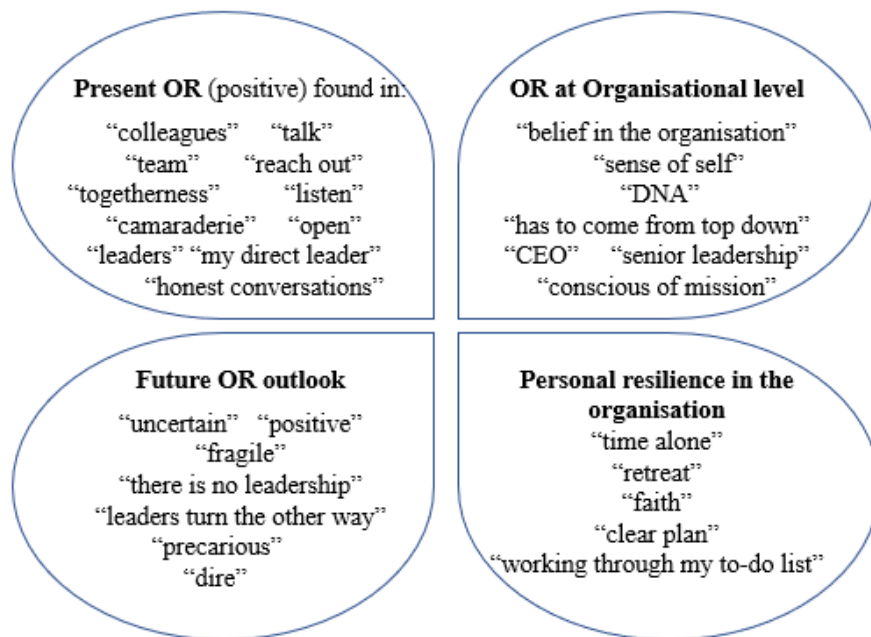 Present OR (positive) found in:
“colleagues” “talk”
“team” “reach out”
“togetherness” “listen”
“camaraderie” “open”
“leaders” “my direct leader”
“honest conversations”
OR at Organisational level
“belief in the organisation”
“sense of self”
“DNA”
“has to come from top down”
“CEO” “senior leadership”
“conscious of mission”
Future OR outlook
“uncertain” “positive”
“fragile”
“there is no leadership”
“leaders turn the other way”
“precarious”
“dire”
Personal resilience in the
organisation
“time alone”
“retreat”
“faith”
“clear plan”
“working through my to-do list”